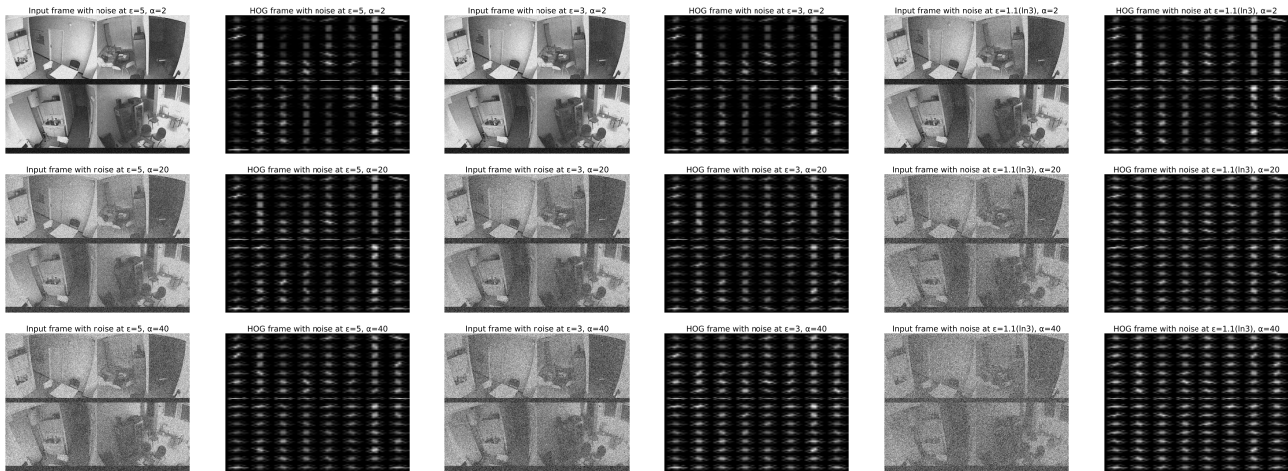 Input frame with noise at ε=5, α=2
HOG frame with noise at ε=5, α=2
Input frame with noise at ε=3, α=2
HOG frame with noise at ε=3, α=2
Input frame with noise at ε=1.1(ln3), α=2
HOG frame with noise at ε=1.1(ln3), α=2
Input frame with noise at ε=5, α=20
HOG frame with noise at ε=5, α=20
Input frame with noise at ε=3, α=20
HOG frame with noise at ε=3, α=20
Input frame with noise at ε=1.1(ln3), α=20
HOG frame with noise at ε=1.1(ln3), α=20
Input frame with noise at ε=5, α=40
HOG frame with noise at ε=5, α=40
Input frame with noise at ε=3, α=40
HOG frame with noise at ε=3, α=40
Input frame with noise at ε=1.1(ln3), α=40
HOG frame with noise at ε=1.1(ln3), α=40